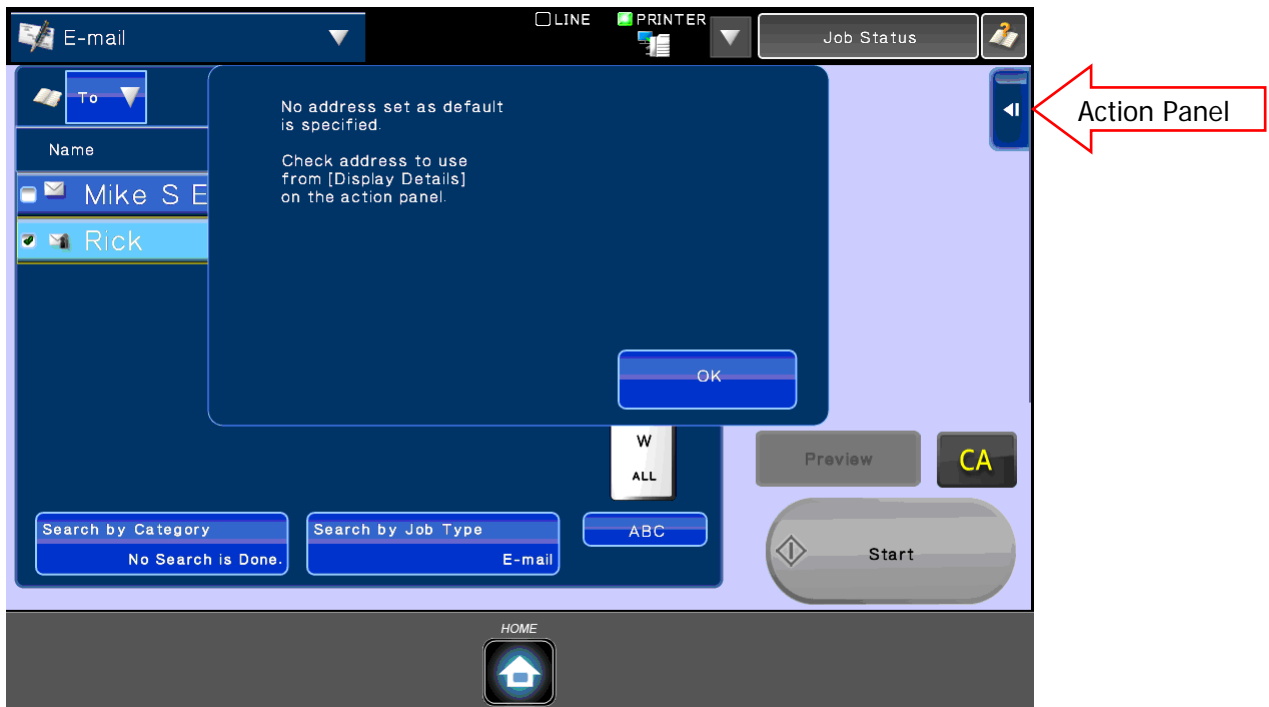 E-mail
LINE
PRINTER
Job Status
To
Name
Mike S E
Rick
No address set as default
is specified.
Check address to use
from [Display Details]
on the action panel.
OK
Action Panel
W
ALL
Preview
CA
Search by Category
No Search is Done.
Search by Job Type
E-mail
ABC
Start
HOME